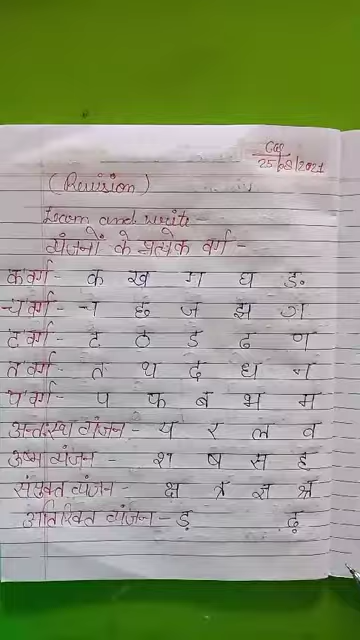 CW
25/08/2021
(Revision)
Learn and write -
व्यंजनों के प्रत्येक वर्ग -
क वर्ग - क ख ग घ ङ
च वर्ग - च छ ज झ ञ
ट वर्ग - ट ठ ड ढ ण
त वर्ग - त थ द ध न
प वर्ग - प फ ब भ म
अन्तःस्थ व्यंजन - य र ल व
ऊष्म व्यंजन - श ष स ह
संयुक्त व्यंजन - क्ष त्र ज्ञ श्र
अतिरिक्त व्यंजन - ड़ ढ़